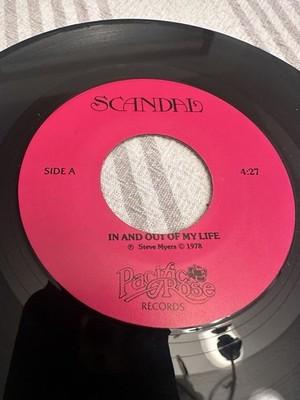 SCANDAL
SIDE A
4:27
IN AND OUT OF MY LIFE
℗ Steve Myers © 1978
Pacific Rose
RECORDS